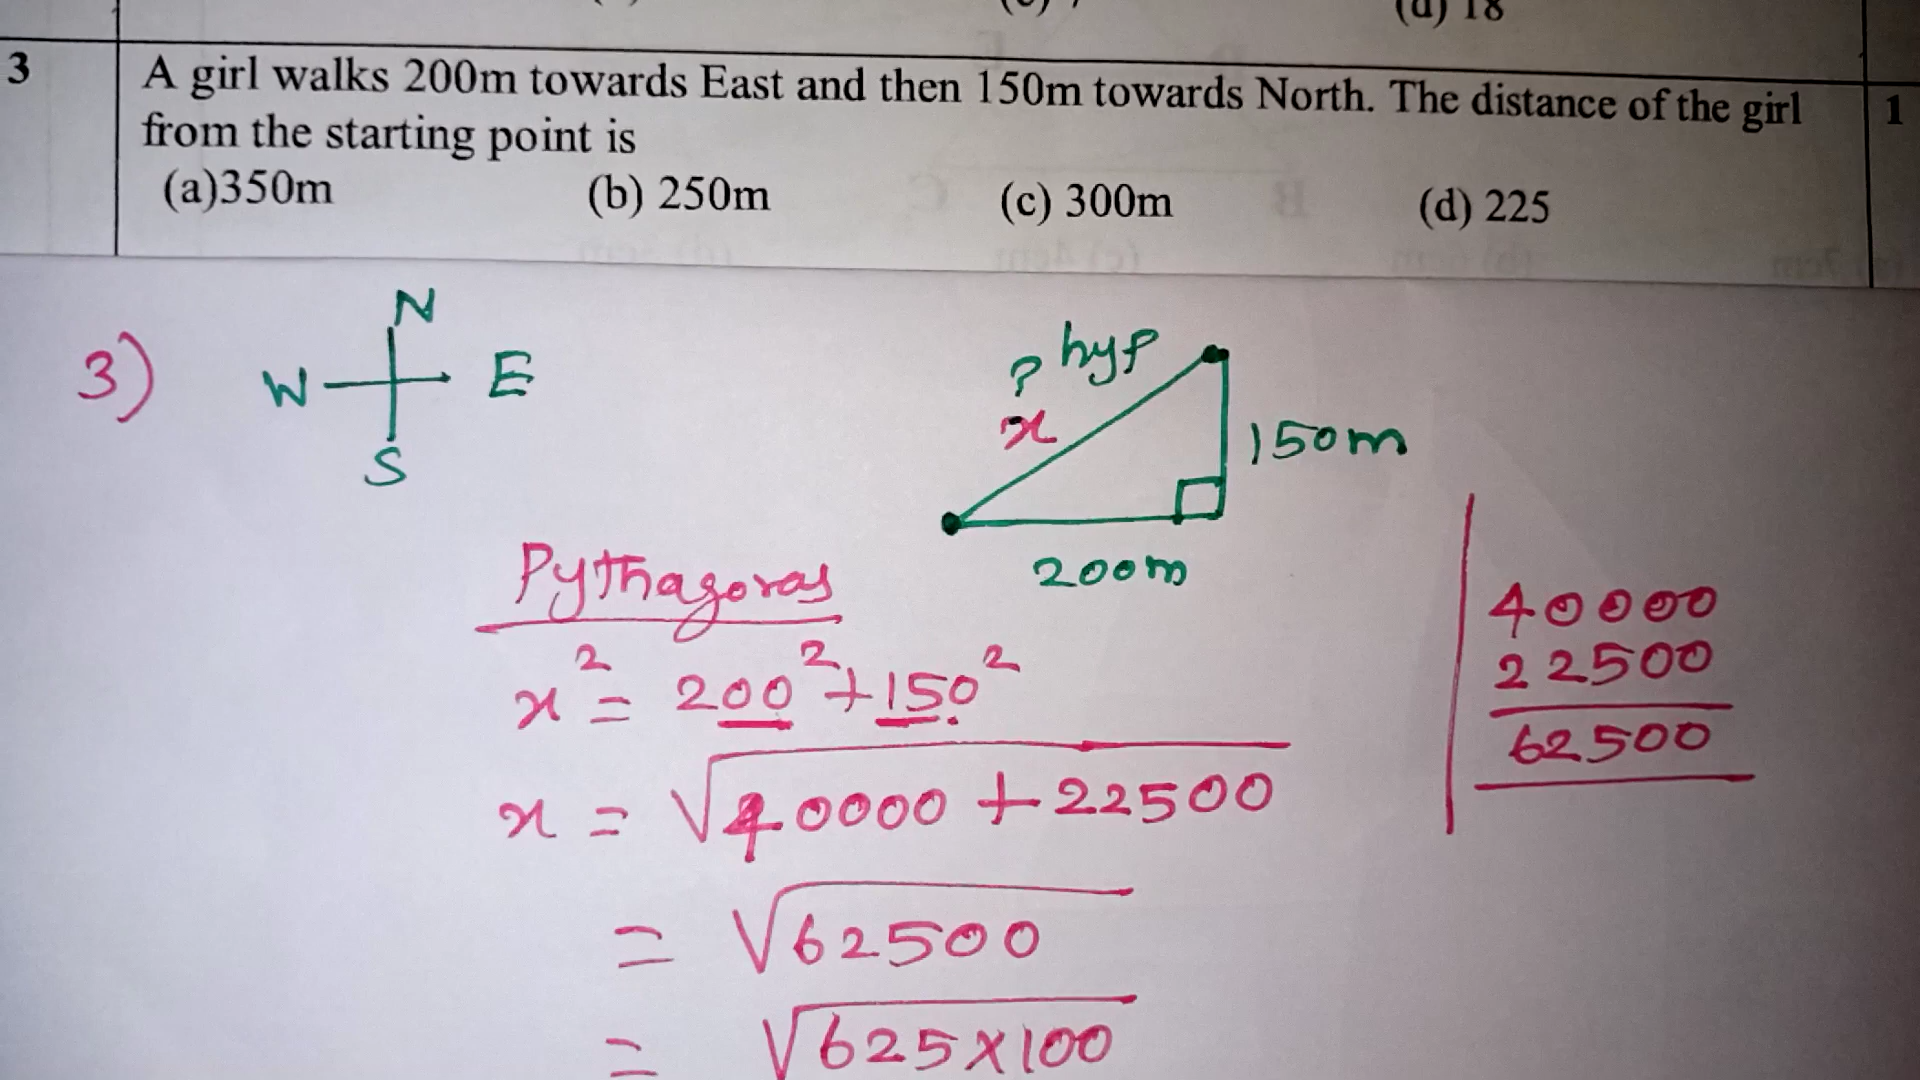 (d) 18
3 A girl walks 200m towards East and then 150m towards North. The distance of the girl 1
from the starting point is
(a)350m (b) 250m (c) 300m (d) 225
3)
N
W E
S
? hyp
x
150m
200m
Pythagoras
x² = 200² + 150²
x = √40000 + 22500
= √62500
= √625 x 100
40000
22500
62500